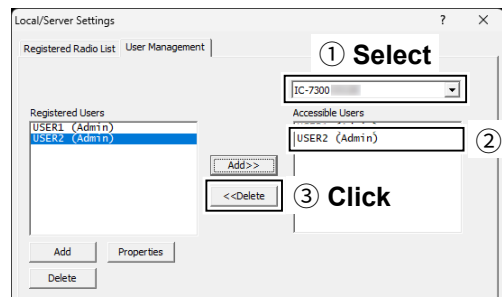 Local/Server Settings ? ×
Registered Radio List User Management
① Select
IC-7300
Registered Users Accessible Users
USER1 (Admin)
USER2 (Admin) USER2 (Admin) ②
Add>>
<<Delete ③ Click
Add Properties
Delete